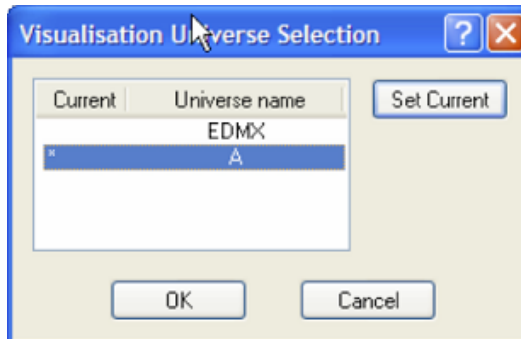 Visualisation Universe Selection
Current Universe name Set Current
EDMX
* A
OK Cancel